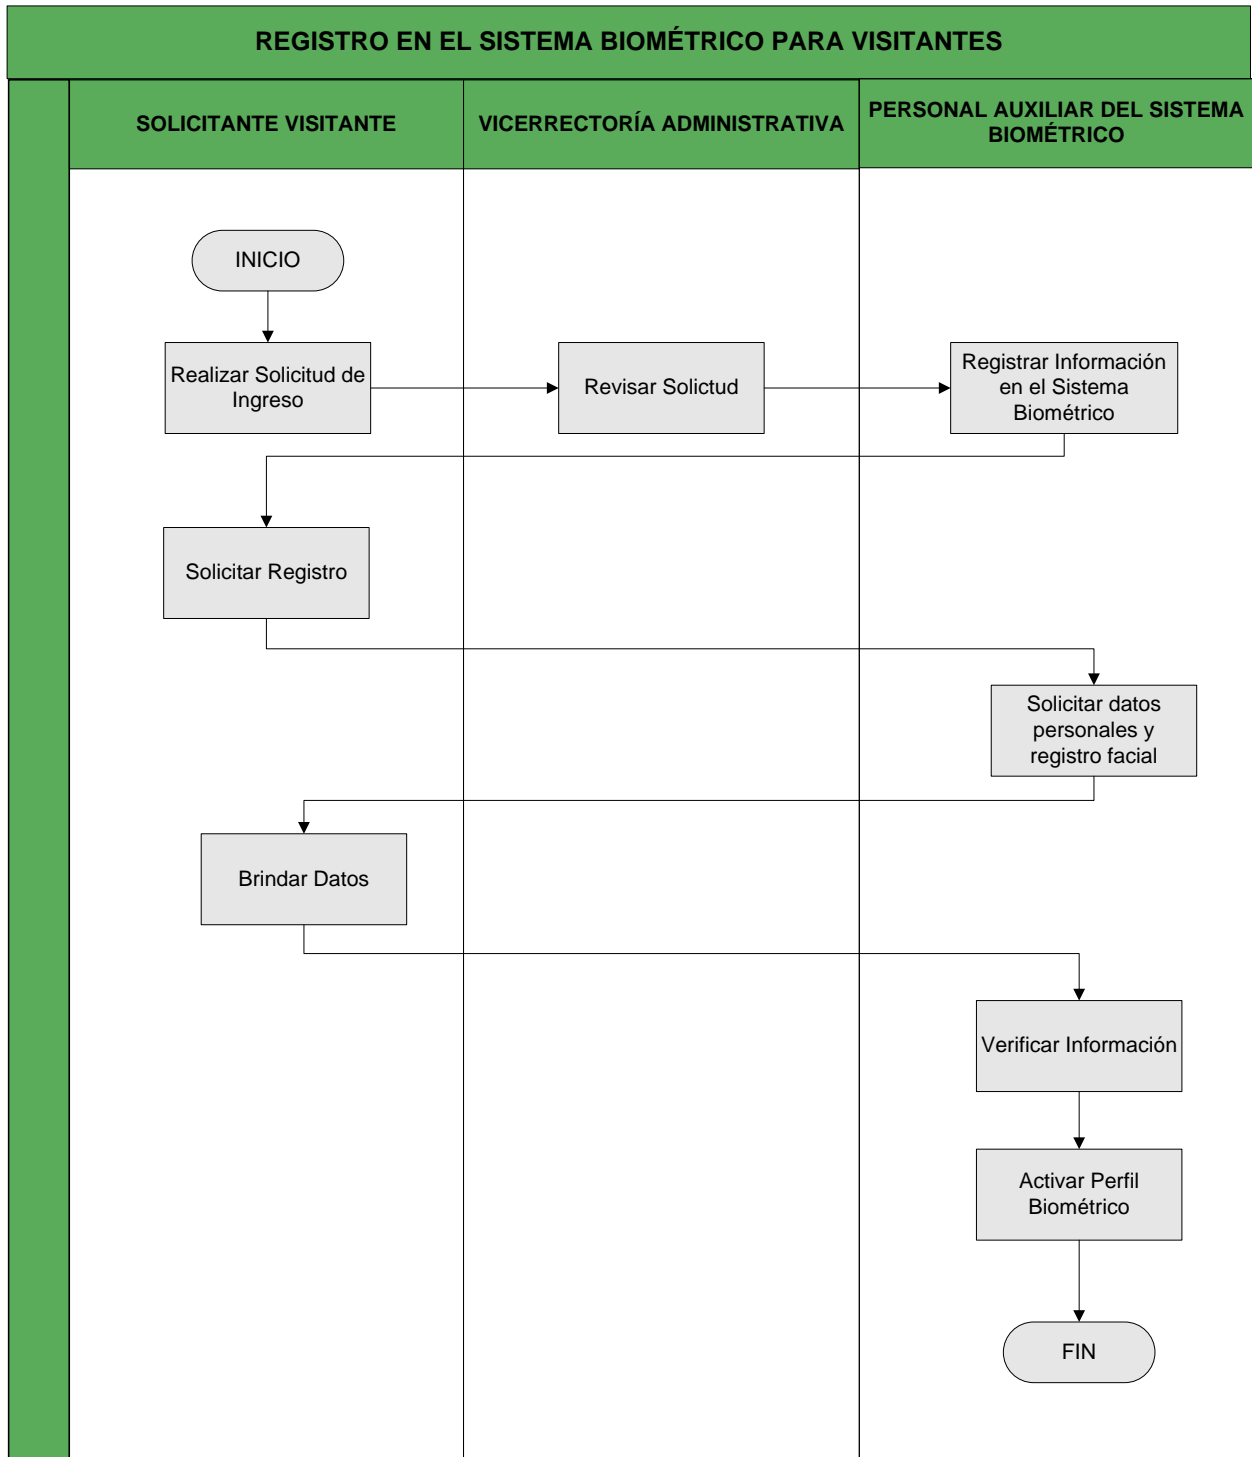 REGISTRO EN EL SISTEMA BIOMÉTRICO PARA VISITANTES
SOLICITANTE VISITANTE
VICERRECTORÍA ADMINISTRATIVA
PERSONAL AUXILIAR DEL SISTEMA
BIOMÉTRICO
INICIO
Realizar Solicitud de
Ingreso
Revisar Solictud
Registrar Información
en el Sistema
Biométrico
Solicitar Registro
Solicitar datos
personales y
registro facial
Brindar Datos
Verificar Información
Activar Perfil
Biométrico
FIN